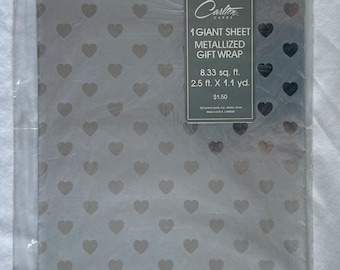 Carlton
CARDS
1 GIANT SHEET
METALLIZED
GIFT WRAP
8.33 sq. ft.
2.5 ft. X 1.1 yd.
$1.50